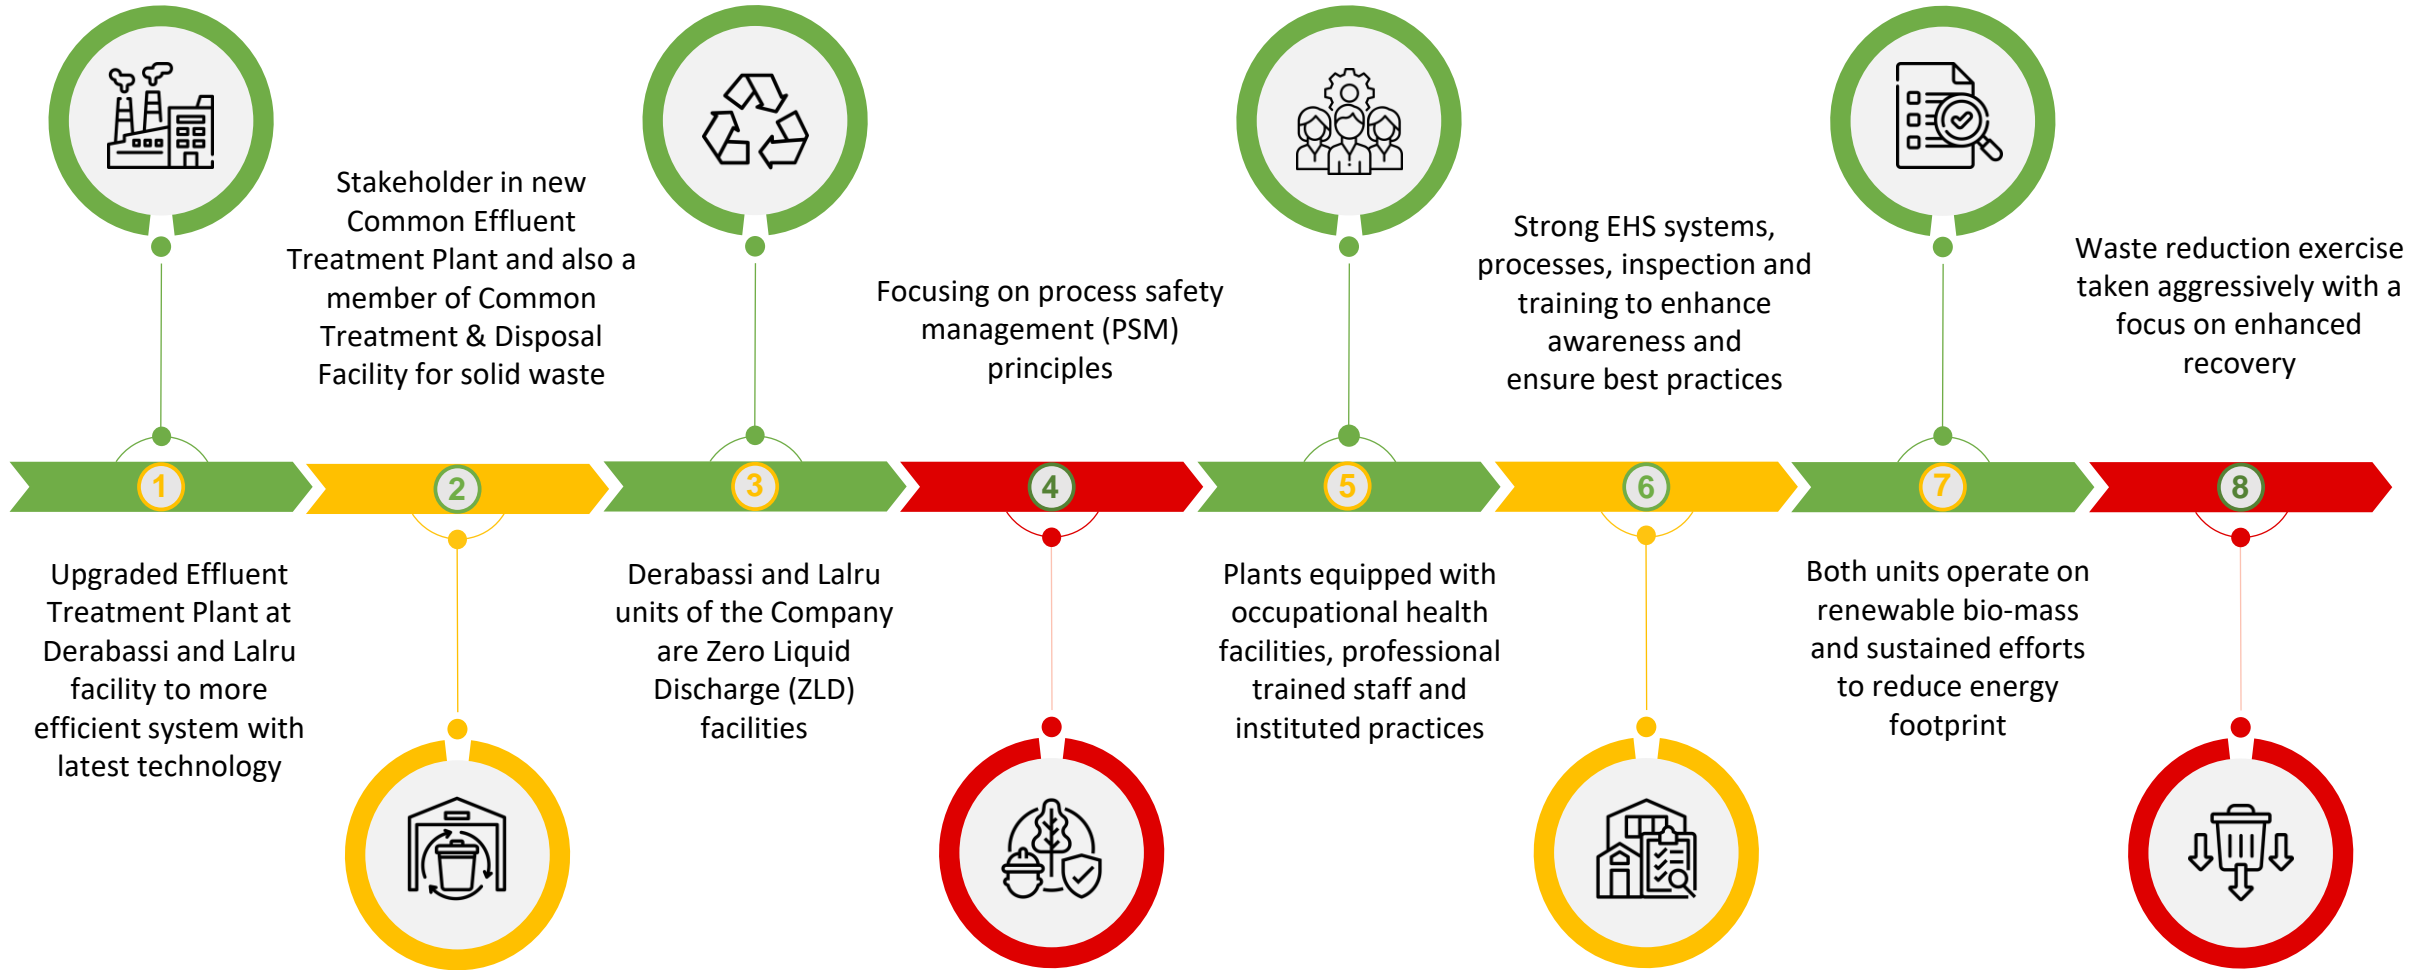 1
Upgraded Effluent
Treatment Plant at
Derabassi and Lalru
facility to more
efficient system with
latest technology
2
Stakeholder in new
Common Effluent
Treatment Plant and also a
member of Common
Treatment & Disposal
Facility for solid waste
3
Derabassi and Lalru
units of the Company
are Zero Liquid
Discharge (ZLD)
facilities
4
Focusing on process safety
management (PSM)
principles
5
Plants equipped with
occupational health
facilities, professional
trained staff and
instituted practices
6
Strong EHS systems,
processes, inspection and
training to enhance
awareness and
ensure best practices
7
Both units operate on
renewable bio-mass
and sustained efforts
to reduce energy
footprint
8
Waste reduction exercise
taken aggressively with a
focus on enhanced
recovery